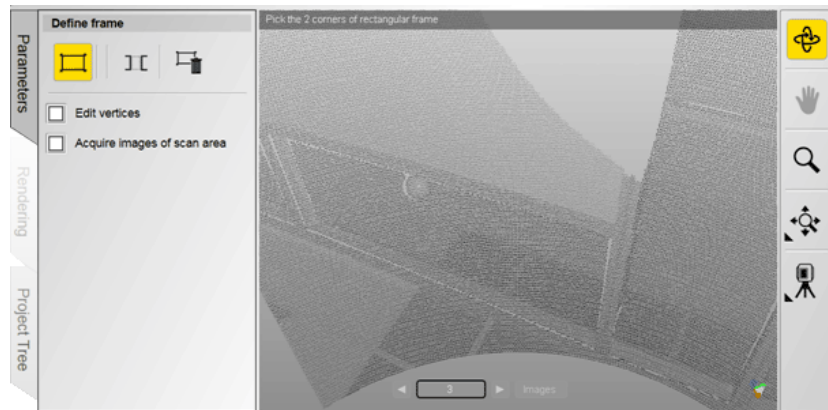 Define frame
Pick the 2 corners of rectangular frame
Parameters
Edit vertices
Acquire images of scan area
Rendering
Project Tree
3
Images